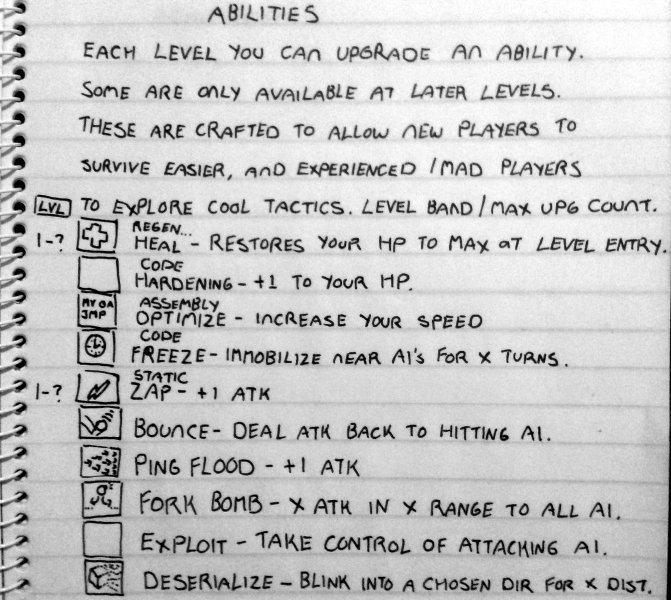 ABILITIES
EACH LEVEL YOU CAN UPGRADE AN ABILITY.
SOME ARE ONLY AVAILABLE AT LATER LEVELS.
THESE ARE CRAFTED TO ALLOW NEW PLAYERS TO
SURVIVE EASIER, AND EXPERIENCED / MAD PLAYERS
LVL TO EXPLORE COOL TACTICS. LEVEL BAND / MAX UPG COUNT.
REGEN...
1-? HEAL - RESTORES YOUR HP TO MAX AT LEVEL ENTRY.
CODE
HARDENING - +1 TO YOUR HP.
ASSEMBLY
JMP OPTIMIZE - INCREASE YOUR SPEED
CODE
FREEZE - IMMOBILIZE NEAR AI'S FOR X TURNS.
STATIC
1-? ZAP - +1 ATK
BOUNCE - DEAL ATK BACK TO HITTING AI.
PING FLOOD - +1 ATK
FORK BOMB - X ATK IN X RANGE TO ALL AI.
EXPLOIT - TAKE CONTROL OF ATTACKING AI.
DESERIALIZE - BLINK INTO A CHOSEN DIR FOR X DIST.